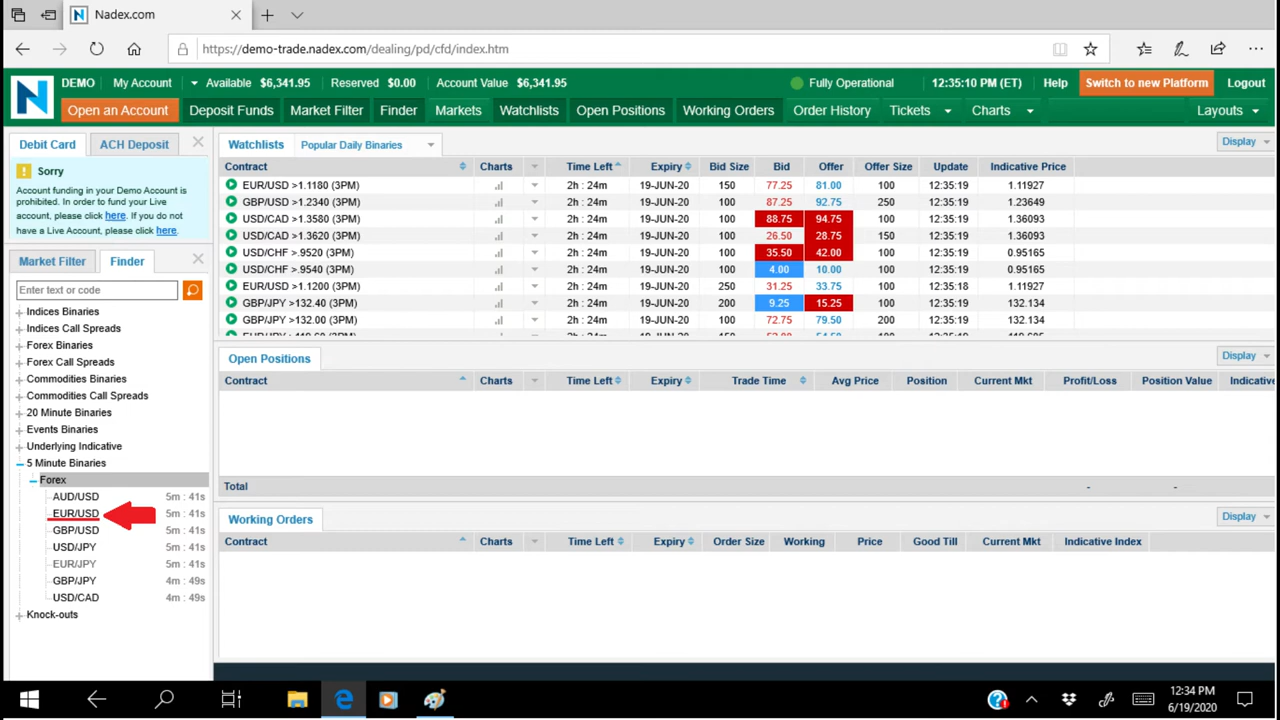 Nadex.com
https://demo-trade.nadex.com/dealing/pd/cfd/index.htm
N DEMO My Account Available $6,341.95 Reserved $0.00 Account Value $6,341.95 Fully Operational 12:35:10 PM (ET) Help Switch to new Platform Logout
Open an Account Deposit Funds Market Filter Finder Markets Watchlists Open Positions Working Orders Order History Tickets Charts Layouts
Debit Card ACH Deposit
Sorry
Account funding in your Demo Account is
prohibited. In order to fund your Live
account, please click here. If you do not
have a Live Account, please click here.
Market Filter Finder
Enter text or code
Indices Binaries
Indices Call Spreads
Forex Binaries
Forex Call Spreads
Commodities Binaries
Commodities Call Spreads
20 Minute Binaries
Events Binaries
Underlying Indicative
5 Minute Binaries
Forex
AUD/USD 5m : 41s
EUR/USD 5m : 41s
GBP/USD 5m : 41s
USD/JPY 5m : 41s
EUR/JPY 5m : 41s
GBP/JPY 4m : 49s
USD/CAD 4m : 49s
Knock-outs
Watchlists Popular Daily Binaries Display
Contract Charts Time Left Expiry Bid Size Bid Offer Offer Size Update Indicative Price
EUR/USD >1.1180 (3PM) 2h : 24m 19-JUN-20 150 77.25 81.00 100 12:35:19 1.11927
GBP/USD >1.2340 (3PM) 2h : 24m 19-JUN-20 100 87.25 92.75 250 12:35:19 1.23649
USD/CAD >1.3580 (3PM) 2h : 24m 19-JUN-20 100 88.75 94.75 100 12:35:19 1.36093
USD/CAD >1.3620 (3PM) 2h : 24m 19-JUN-20 100 26.50 28.75 150 12:35:19 1.36093
USD/CHF >.9520 (3PM) 2h : 24m 19-JUN-20 100 35.50 42.00 100 12:35:19 0.95165
USD/CHF >.9540 (3PM) 2h : 24m 19-JUN-20 100 4.00 10.00 100 12:35:19 0.95165
EUR/USD >1.1200 (3PM) 2h : 24m 19-JUN-20 250 31.25 33.75 100 12:35:18 1.11927
GBP/JPY >132.40 (3PM) 2h : 24m 19-JUN-20 200 9.25 15.25 100 12:35:19 132.134
GBP/JPY >132.00 (3PM) 2h : 24m 19-JUN-20 100 72.75 79.50 200 12:35:19 132.134
Open Positions Display
Contract Charts Time Left Expiry Trade Time Avg Price Position Current Mkt Profit/Loss Position Value Indicative
Total - -
Working Orders Display
Contract Charts Time Left Expiry Order Size Working Price Good Till Current Mkt Indicative Index
12:34 PM
6/19/2020